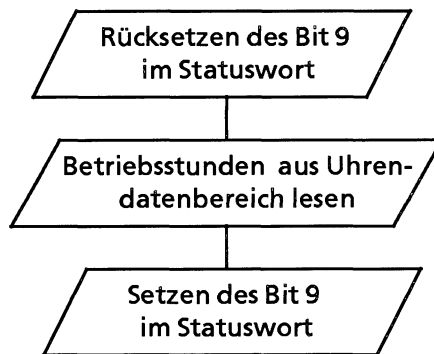 Rücksetzen des Bit 9
im Statuswort
Betriebsstunden aus Uhren-
datenbereich lesen
Setzen des Bit 9
im Statuswort